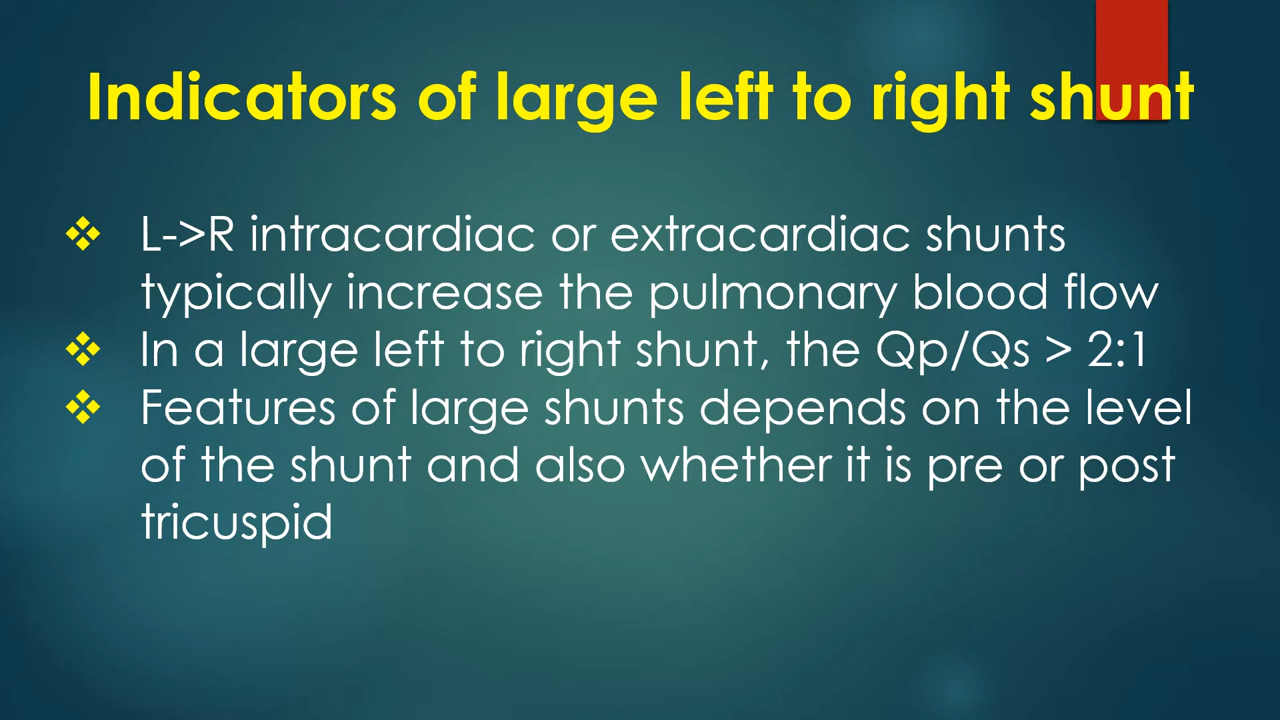 Indicators of large left to right shunt
L->R intracardiac or extracardiac shunts
typically increase the pulmonary blood flow
In a large left to right shunt, the Qp/Qs > 2:1
Features of large shunts depends on the level
of the shunt and also whether it is pre or post
tricuspid